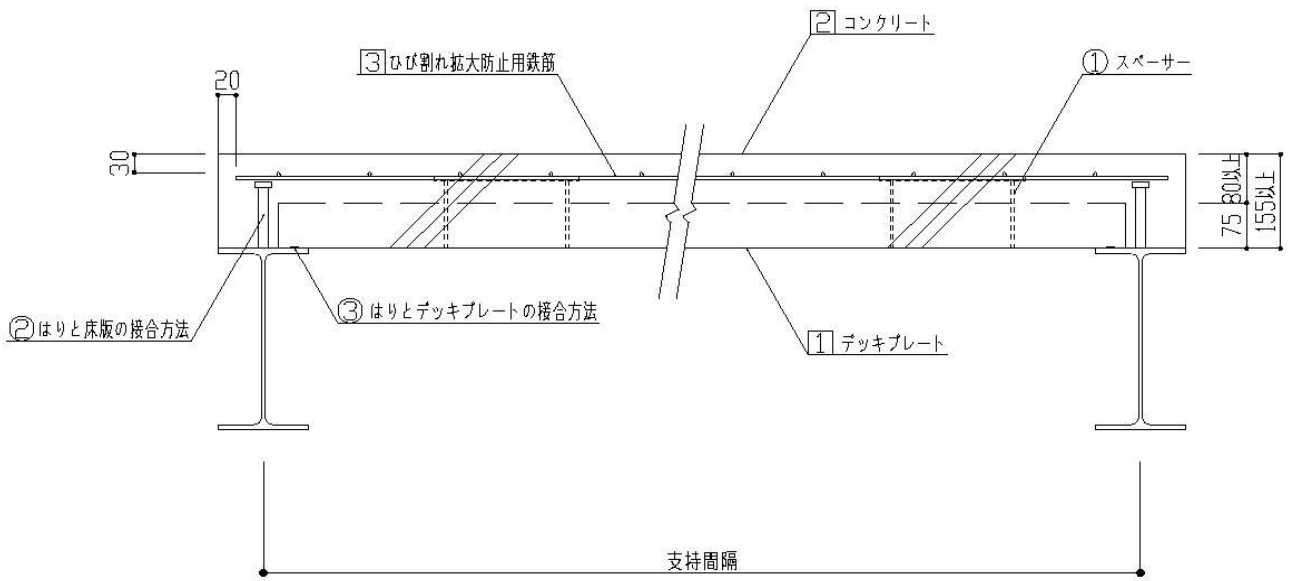 2 コンクリート
3 ひび割れ拡大防止用鉄筋
① スペーサー
20
30
80以上
75
155以上
③ はりとデッキプレートの接合方法
② はりと床版の接合方法
1 デッキプレート
支持間隔